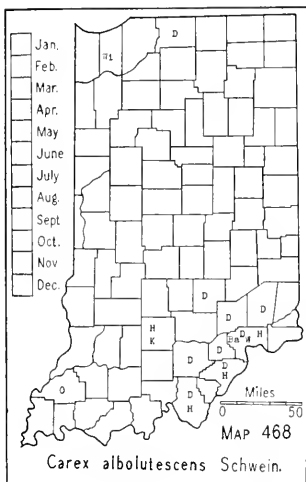 D
Hi
Jan.
Feb.
Mar.
Apr.
May
June
July
Aug.
Sept
Oct.
Nov
Dec.
D
D
D
H
K
D
H
D
W
D
D
H
D
H
O
Miles
0
50
MAP 468
Carex albolutescens Schwein.